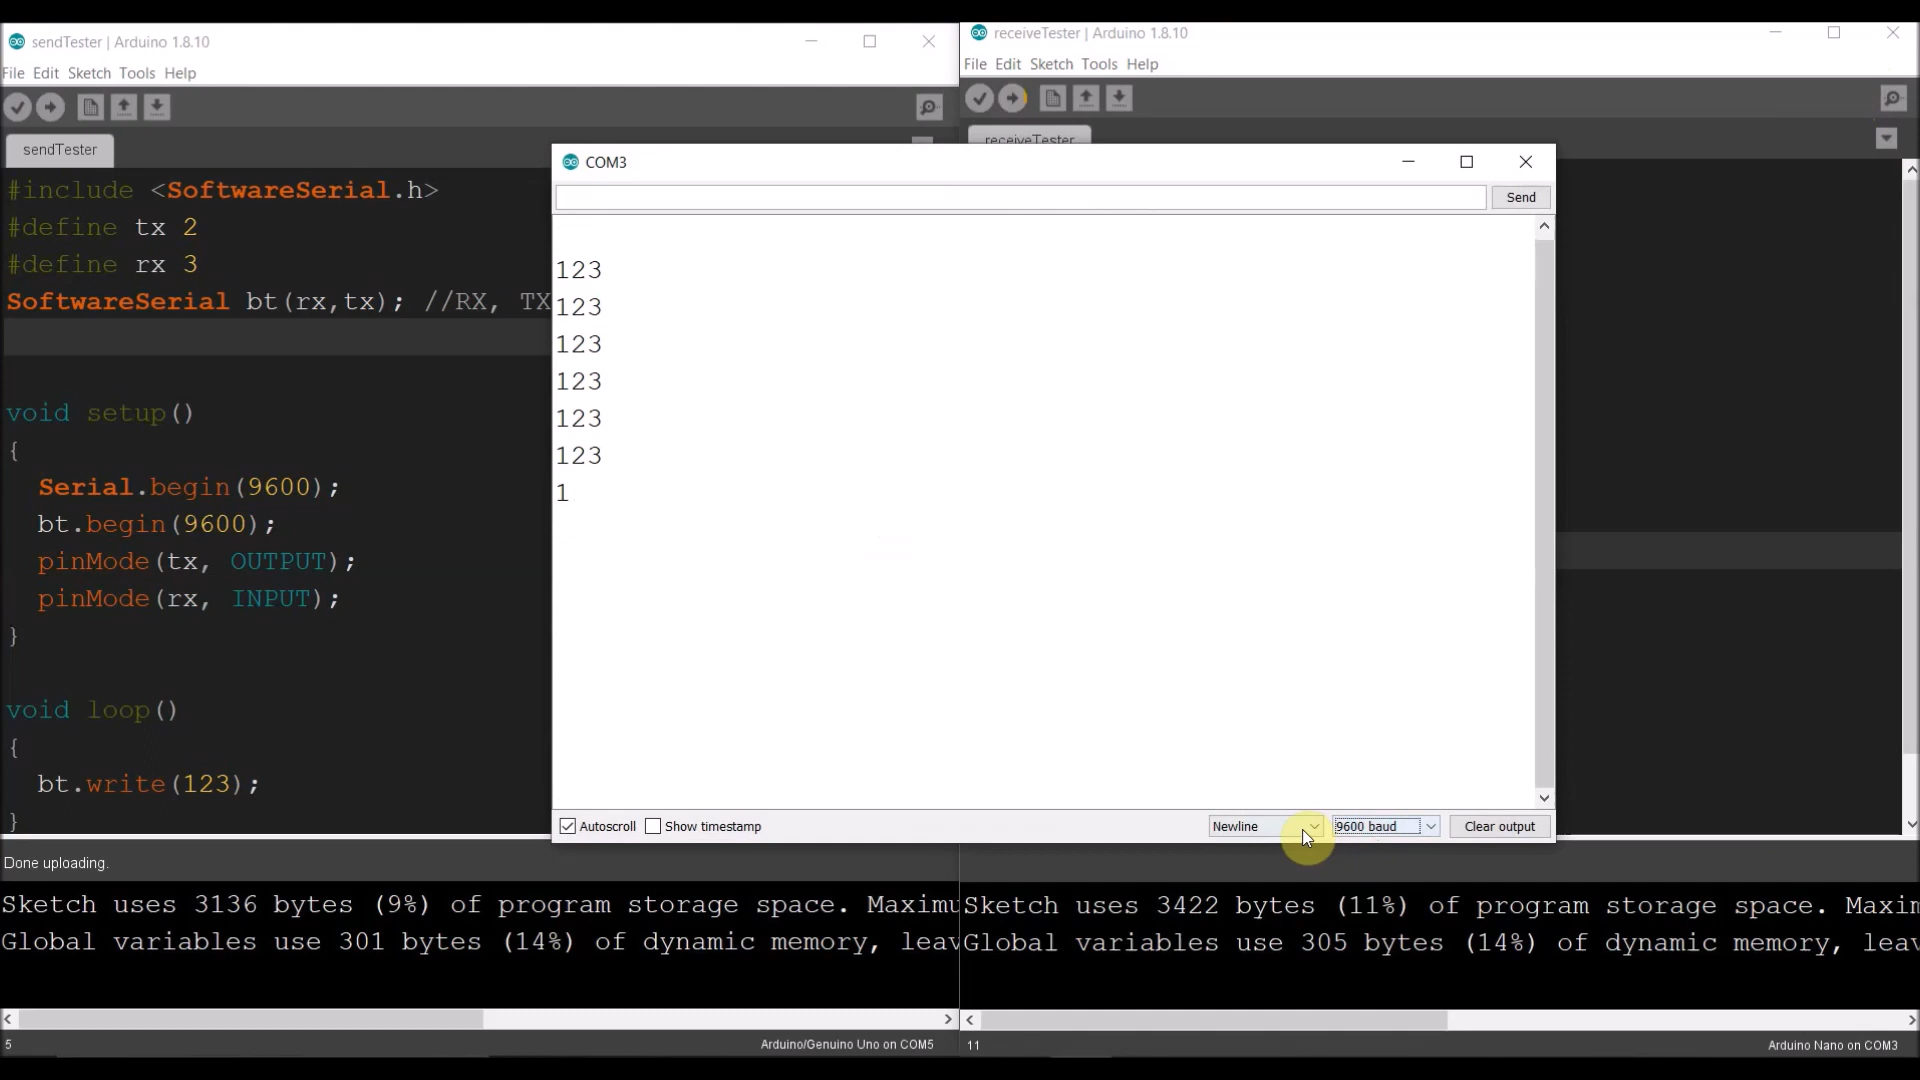 sendTester | Arduino 1.8.10
File Edit Sketch Tools Help
sendTester
#include <SoftwareSerial.h>
#define tx 2
#define rx 3
SoftwareSerial bt(rx,tx); //RX, TX
void setup()
{
Serial.begin(9600);
bt.begin(9600);
pinMode(tx, OUTPUT);
pinMode(rx, INPUT);
}
void loop()
{
bt.write(123);
}
Done uploading.
Sketch uses 3136 bytes (9%) of program storage space. Maximu
Global variables use 301 bytes (14%) of dynamic memory, leav
5
Arduino/Genuino Uno on COM5
receiveTester | Arduino 1.8.10
File Edit Sketch Tools Help
receiveTester
COM3
Send
123
123
123
123
123
123
1
Autoscroll
Show timestamp
Newline
9600 baud
Clear output
Sketch uses 3422 bytes (11%) of program storage space. Maxim
Global variables use 305 bytes (14%) of dynamic memory, leav
11
Arduino Nano on COM3